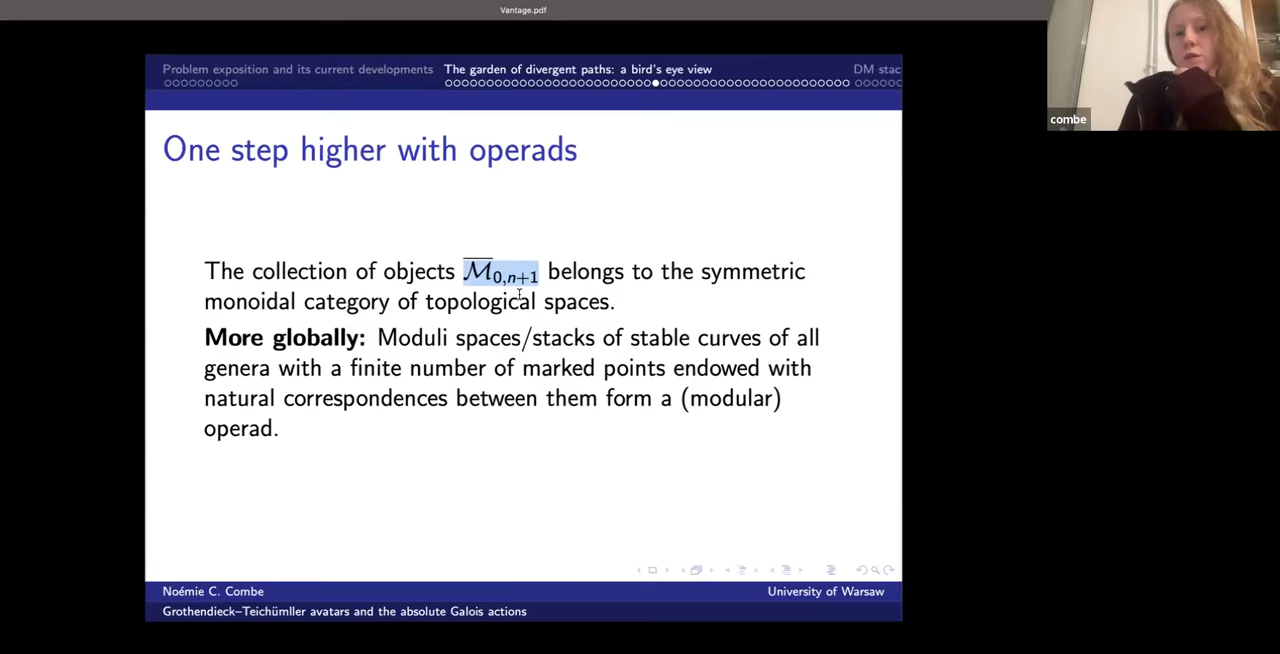 Vantage.pdf
Problem exposition and its current developments The garden of divergent paths: a bird's eye view DM stac
combe
One step higher with operads
The collection of objects $\overline{\mathcal{M}}_{0,n+1}$ belongs to the symmetric
monoidal category of topological spaces.
More globally: Moduli spaces/stacks of stable curves of all
genera with a finite number of marked points endowed with
natural correspondences between them form a (modular)
operad.
Noémie C. Combe University of Warsaw
Grothendieck–Teichümller avatars and the absolute Galois actions